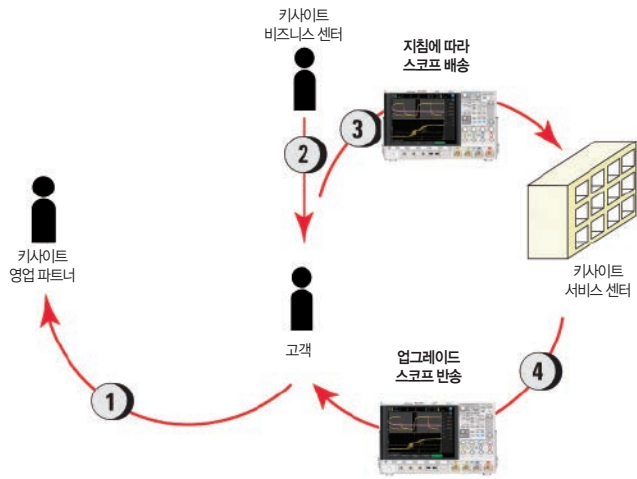 키사이트
비즈니스 센터
지침에 따라
스코프 배송
3
2
키사이트
영업 파트너
키사이트
서비스 센터
고객
업그레이드
스코프 반송
4
1